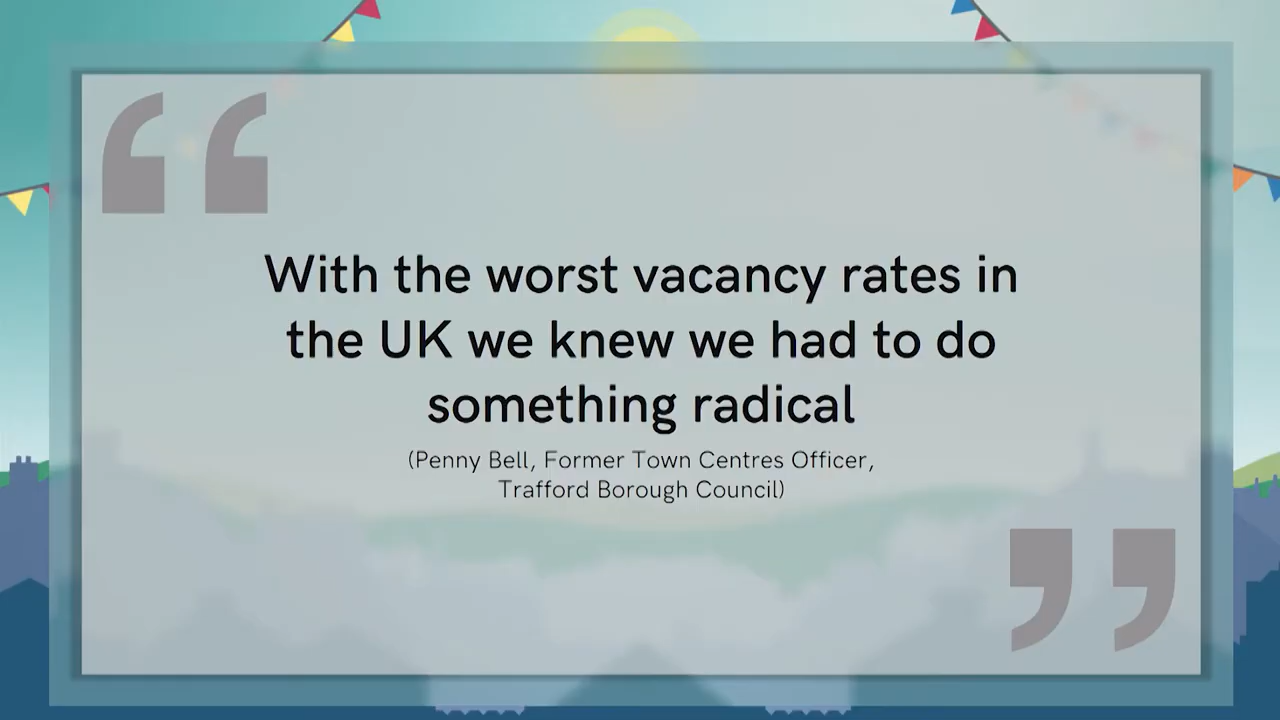 “
With the worst vacancy rates in
the UK we knew we had to do
something radical
(Penny Bell, Former Town Centres Officer,
Trafford Borough Council)
”